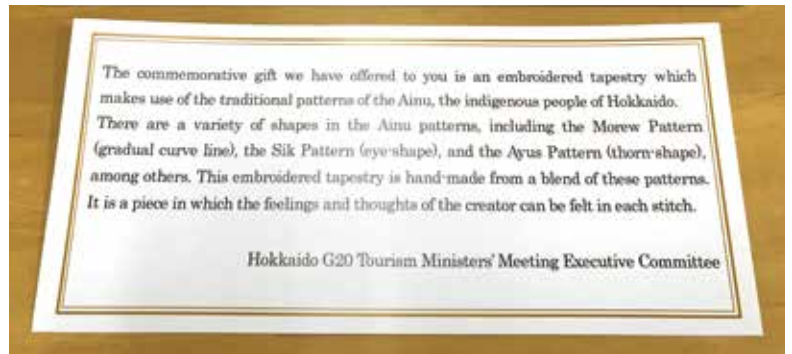 The commemorative gift we have offered to you is an embroidered tapestry which
makes use of the traditional patterns of the Ainu, the indigenous people of Hokkaido.
There are a variety of shapes in the Ainu patterns, including the Morew Pattern
(gradual curve line), the Sik Pattern (eye-shape), and the Ayus Pattern (thorn-shape),
among others. This embroidered tapestry is hand-made from a blend of these patterns.
It is a piece in which the feelings and thoughts of the creator can be felt in each stitch.
Hokkaido G20 Tourism Ministers' Meeting Executive Committee